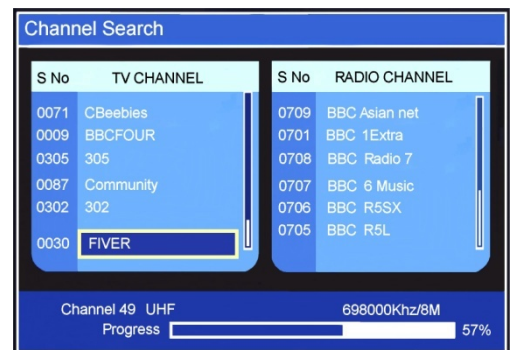 Channel Search
S No TV CHANNEL
0071 CBeebies
0009 BBCFOUR
0305 305
0087 Community
0302 302
0030 FIVER
S No RADIO CHANNEL
0709 BBC Asian net
0701 BBC 1Extra
0708 BBC Radio 7
0707 BBC 6 Music
0706 BBC R5SX
0705 BBC R5L
Channel 49 UHF 698000Khz/8M
Progress 57%